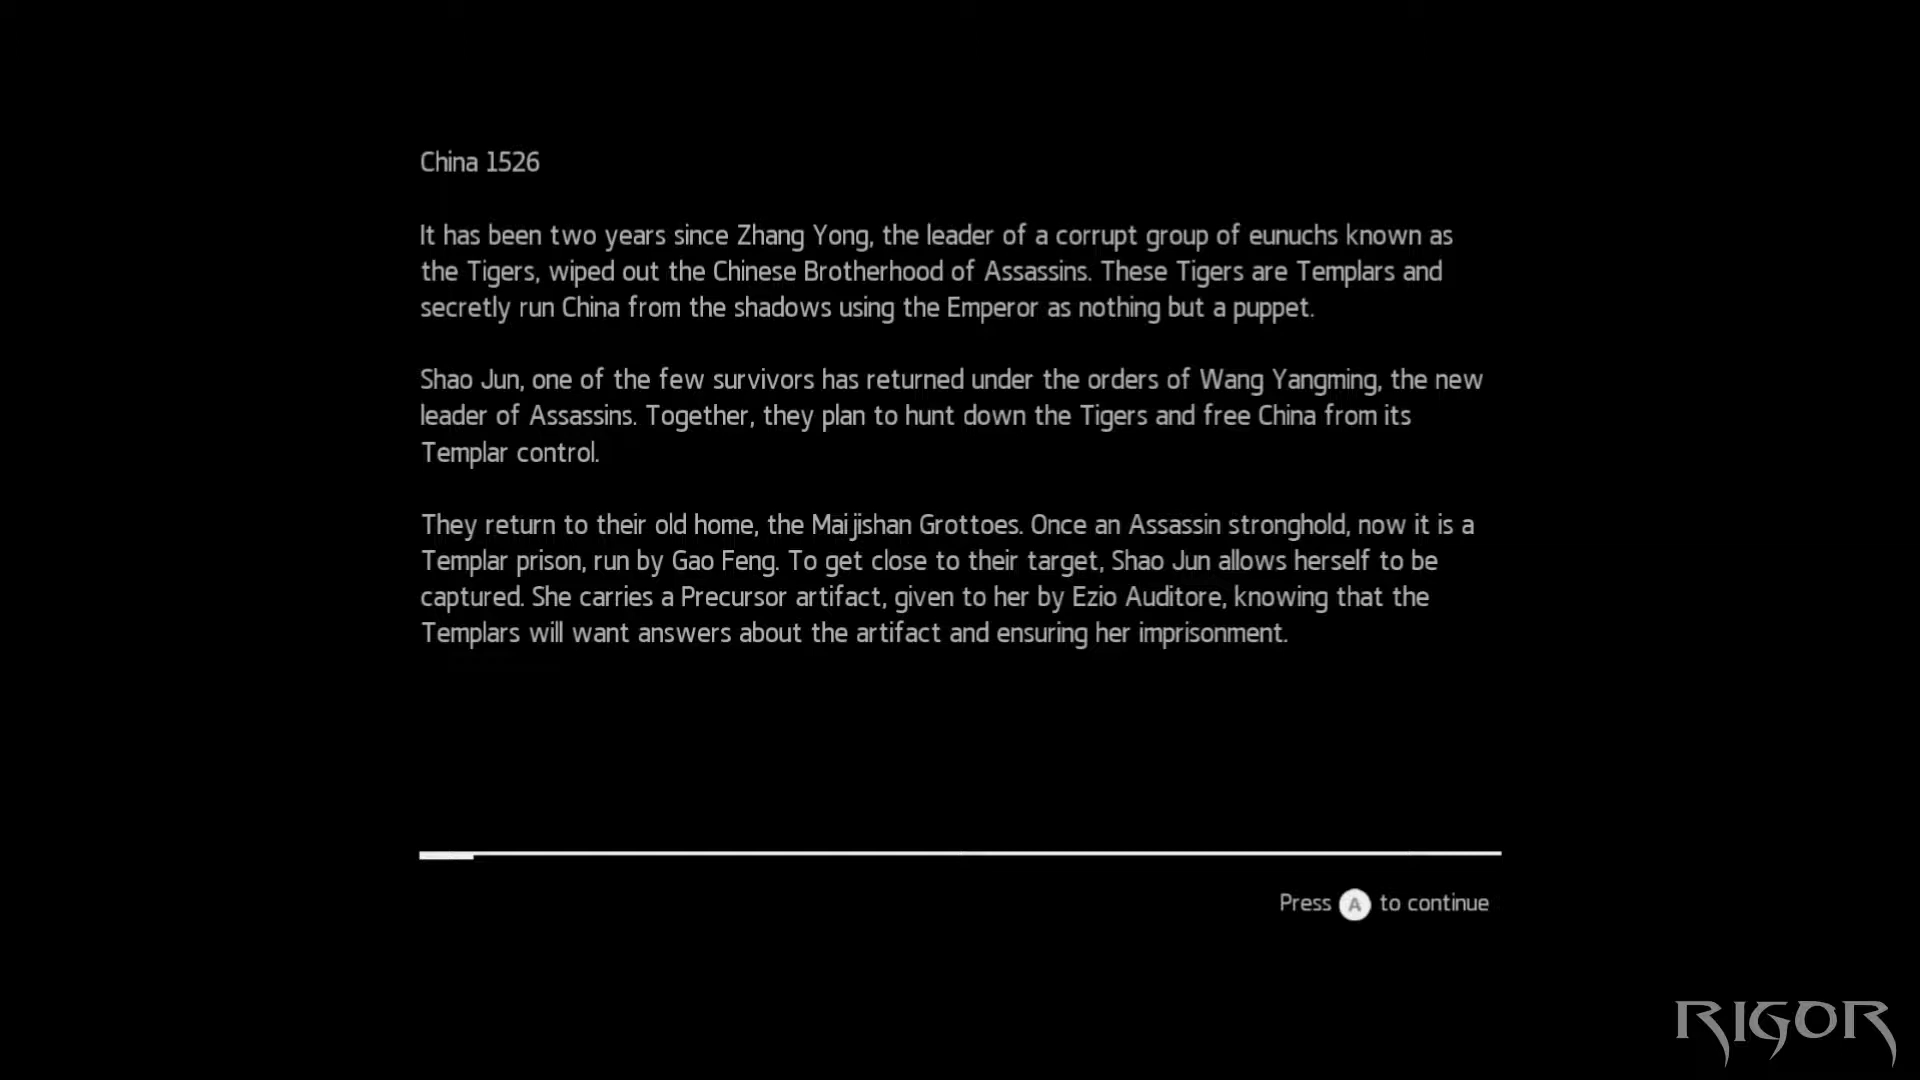 China 1526
It has been two years since Zhang Yong, the leader of a corrupt group of eunuchs known as
the Tigers, wiped out the Chinese Brotherhood of Assassins. These Tigers are Templars and
secretly run China from the shadows using the Emperor as nothing but a puppet.
Shao Jun, one of the few survivors has returned under the orders of Wang Yangming, the new
leader of Assassins. Together, they plan to hunt down the Tigers and free China from its
Templar control.
They return to their old home, the Maijishan Grottoes. Once an Assassin stronghold, now it is a
Templar prison, run by Gao Feng. To get close to their target, Shao Jun allows herself to be
captured. She carries a Precursor artifact, given to her by Ezio Auditore, knowing that the
Templars will want answers about the artifact and ensuring her imprisonment.
Press A to continue
RIGOR